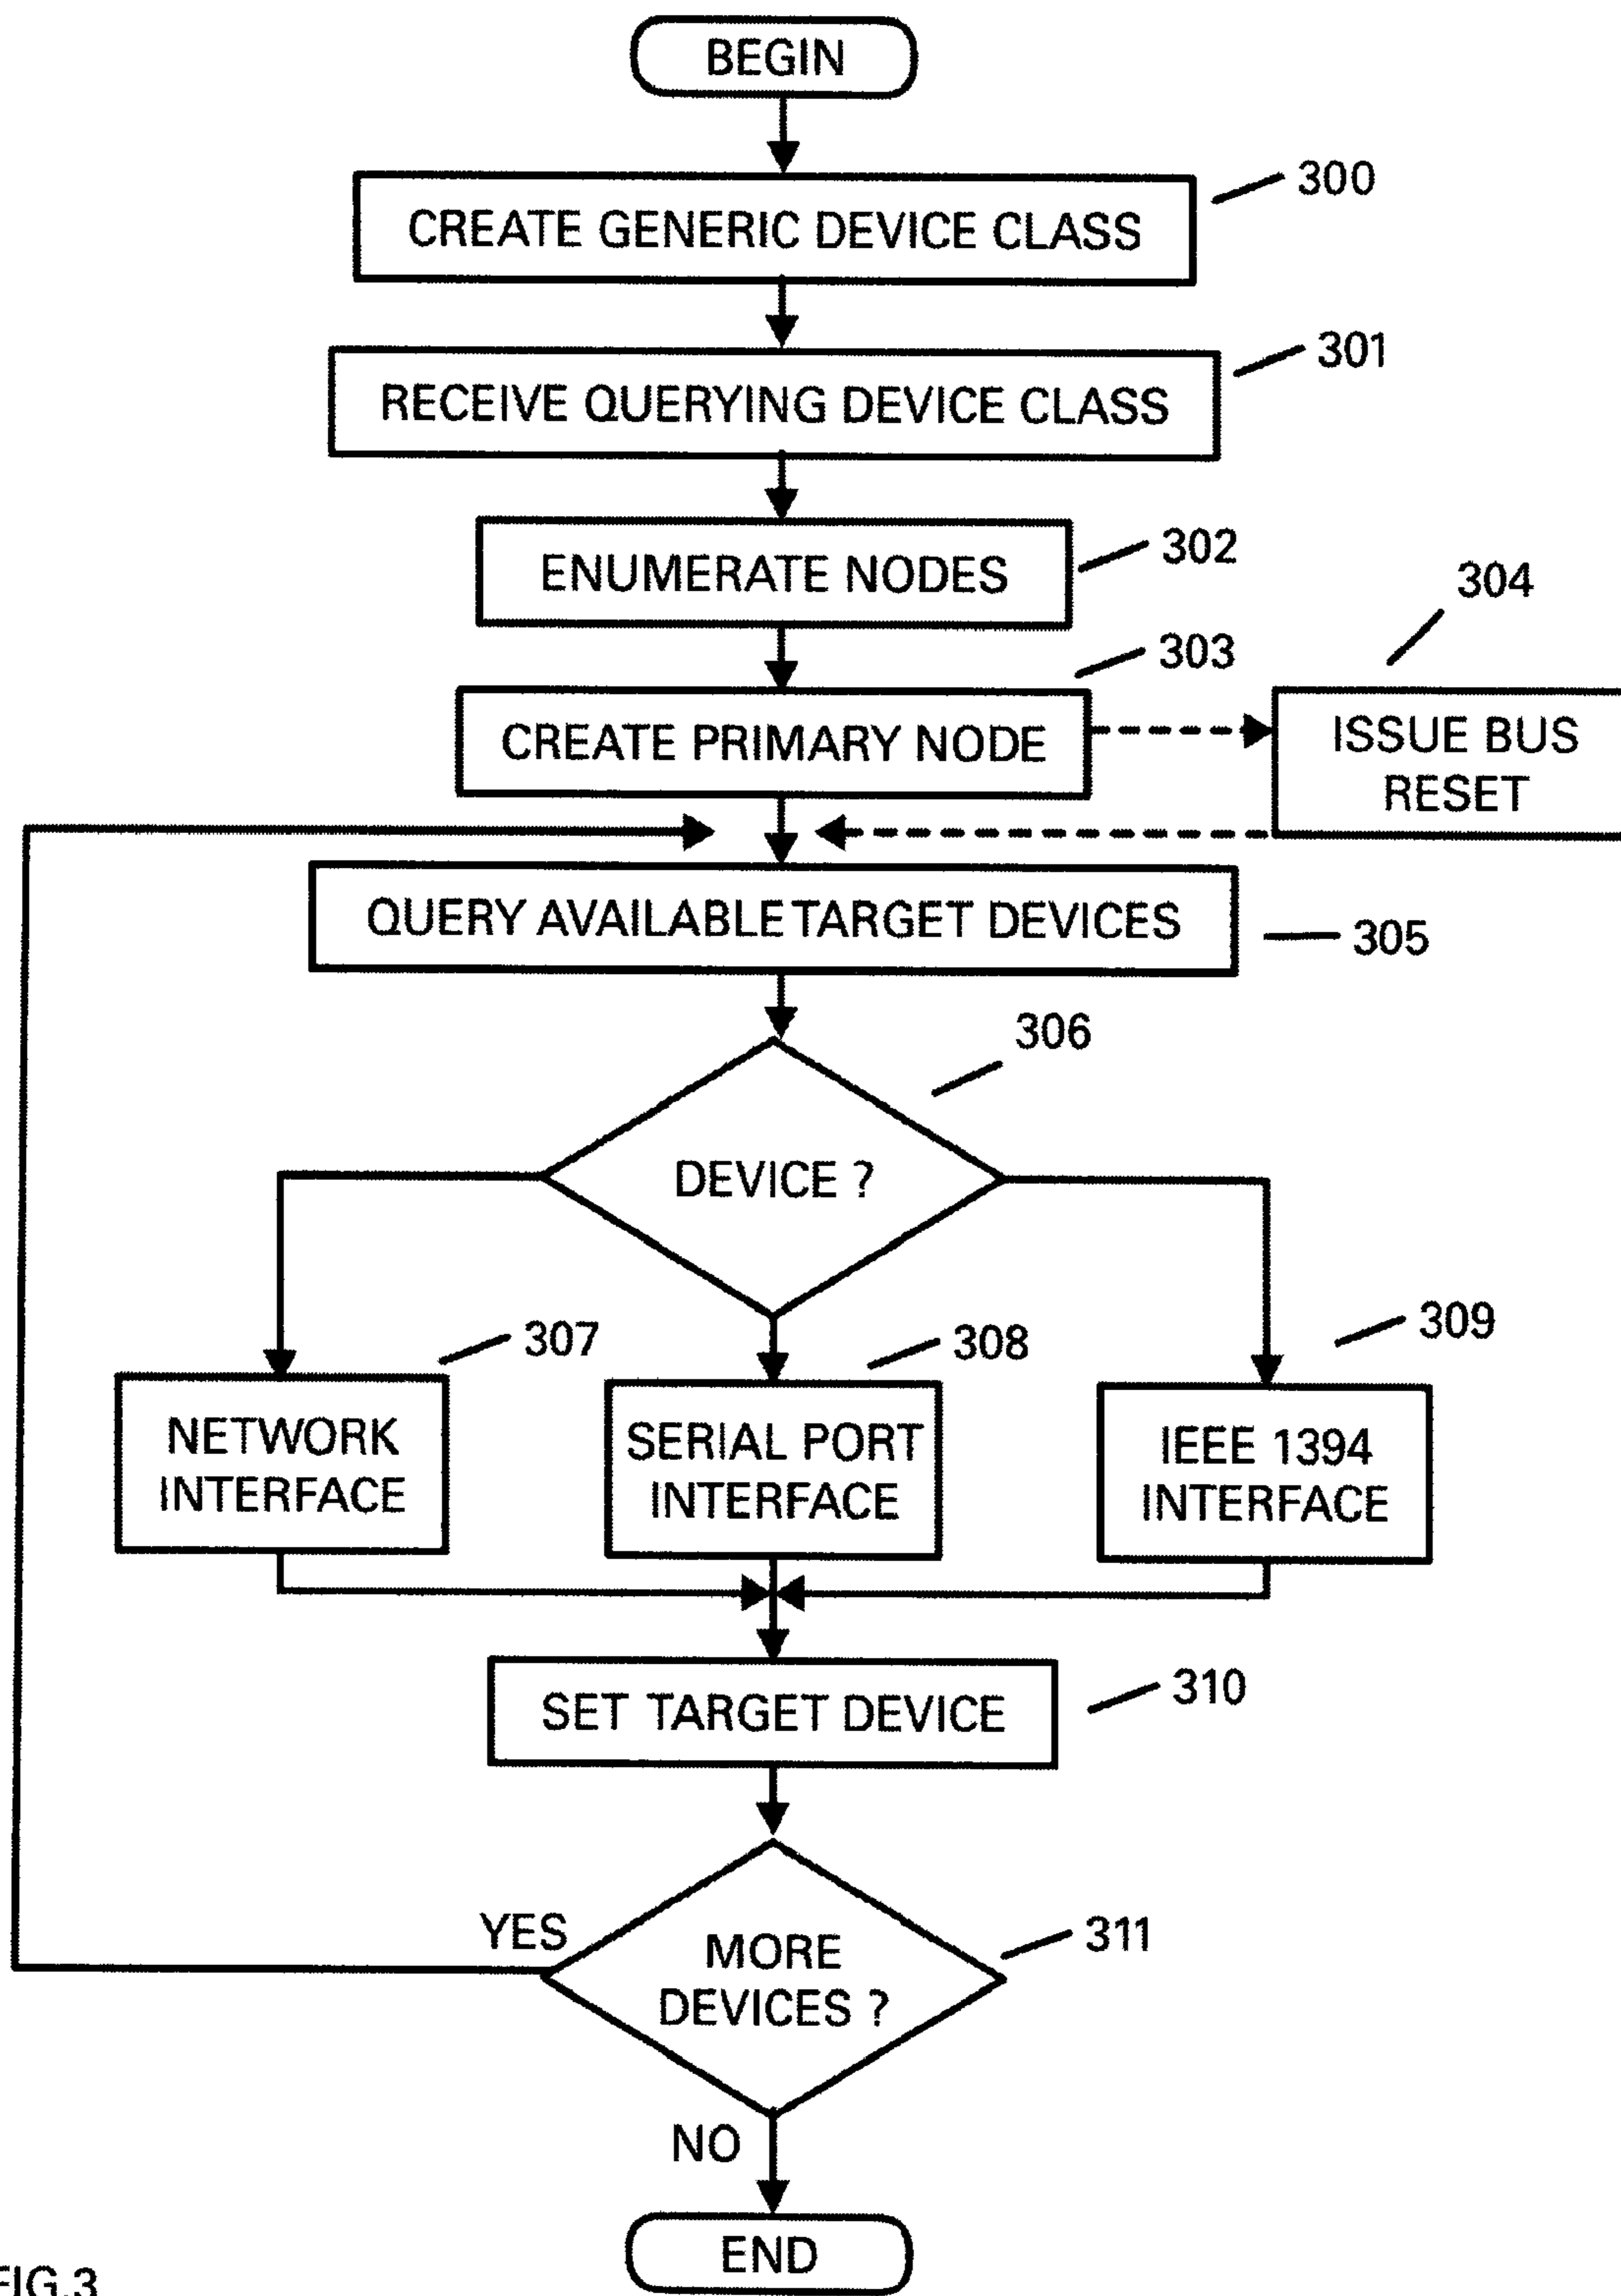 BEGIN
300
CREATE GENERIC DEVICE CLASS
301
RECEIVE QUERYING DEVICE CLASS
302
ENUMERATE NODES
303
304
CREATE PRIMARY NODE
ISSUE BUS
RESET
QUERY AVAILABLE TARGET DEVICES
305
306
DEVICE ?
307
308
309
NETWORK
INTERFACE
SERIAL PORT
INTERFACE
IEEE 1394
INTERFACE
310
SET TARGET DEVICE
311
YES
MORE
DEVICES ?
NO
END
FIG.3